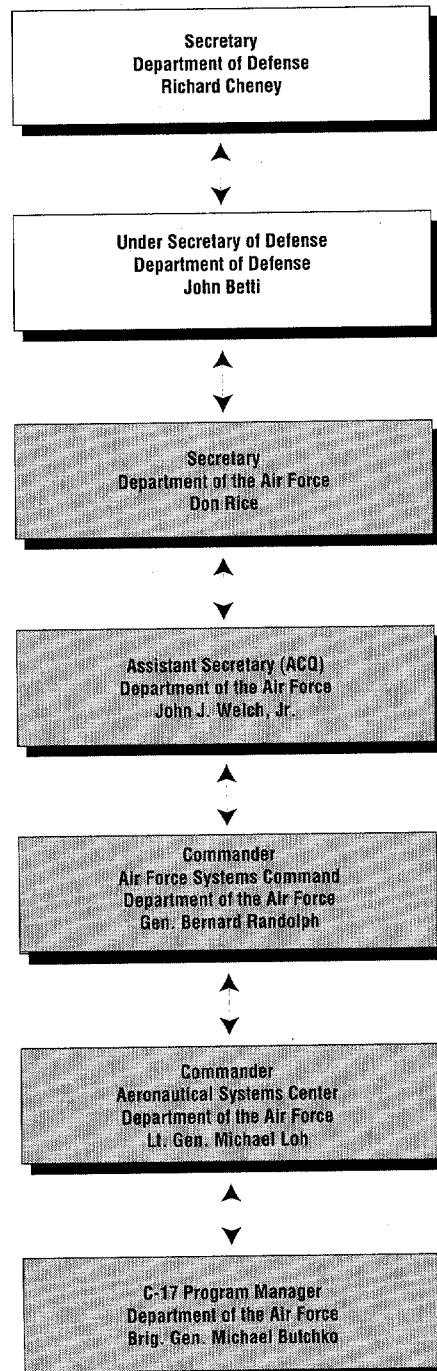 Secretary
Department of Defense
Richard Cheney
Under Secretary of Defense
Department of Defense
John Betti
Secretary
Department of the Air Force
Don Rice
Assistant Secretary (ACQ)
Department of the Air Force
John J. Welch, Jr.
Commander
Air Force Systems Command
Department of the Air Force
Gen. Bernard Randolph
Commander
Aeronautical Systems Center
Department of the Air Force
Lt. Gen. Michael Loh
C-17 Program Manager
Department of the Air Force
Brig. Gen. Michael Butchko